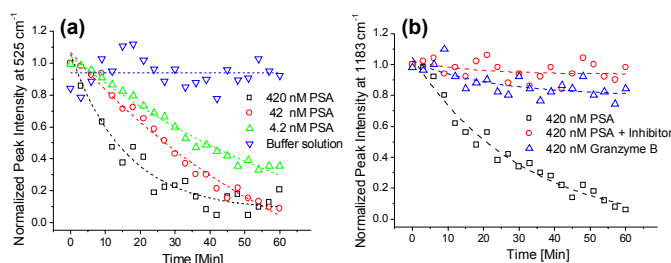 (a)
Normalized Peak Intensity at 525 cm⁻¹
1.2
1.0
0.8
0.6
0.4
0.2
0.0
420 nM PSA
42 nM PSA
4.2 nM PSA
Buffer solution
0 10 20 30 40 50 60
Time [Min]
(b)
Normalized Peak Intensity at 1183 cm⁻¹
1.2
1.0
0.8
0.6
0.4
0.2
0.0
420 nM PSA
420 nM PSA + Inhibitor
420 nM Granzyme B
0 10 20 30 40 50 60
Time [Min]